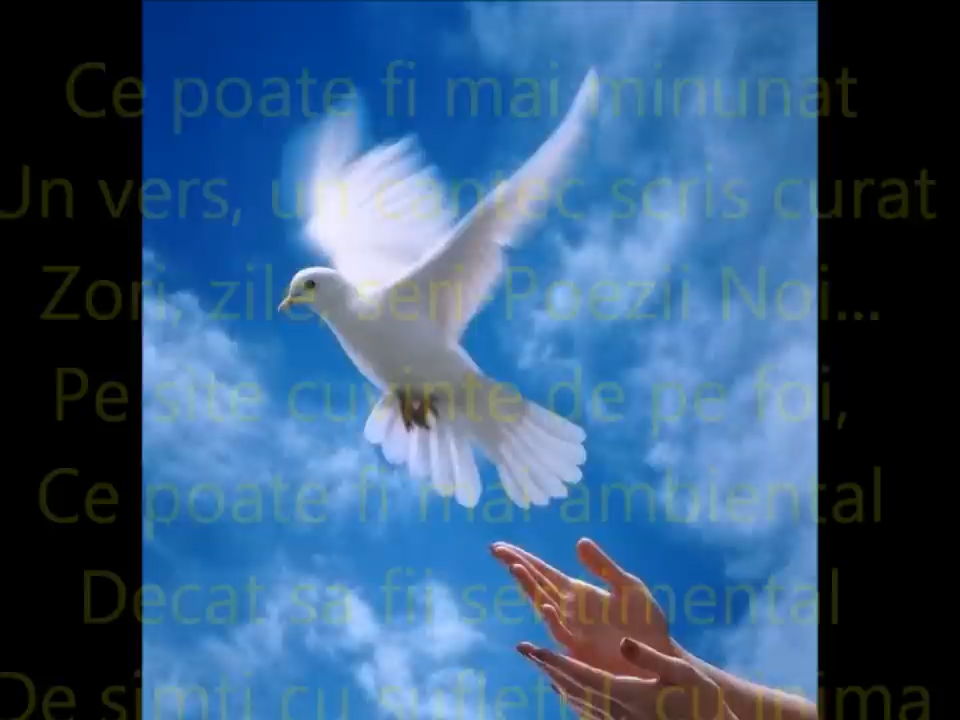 Ce poate fi mai minunat
Un vers, un cantec scris curat
Zori, zile, seri-Poezii Noi...
Pe site cuvinte de pe foi,
Ce poate fi mai ambiental
Decat sa fii sentimental
De simti cu sufletul, cu inima